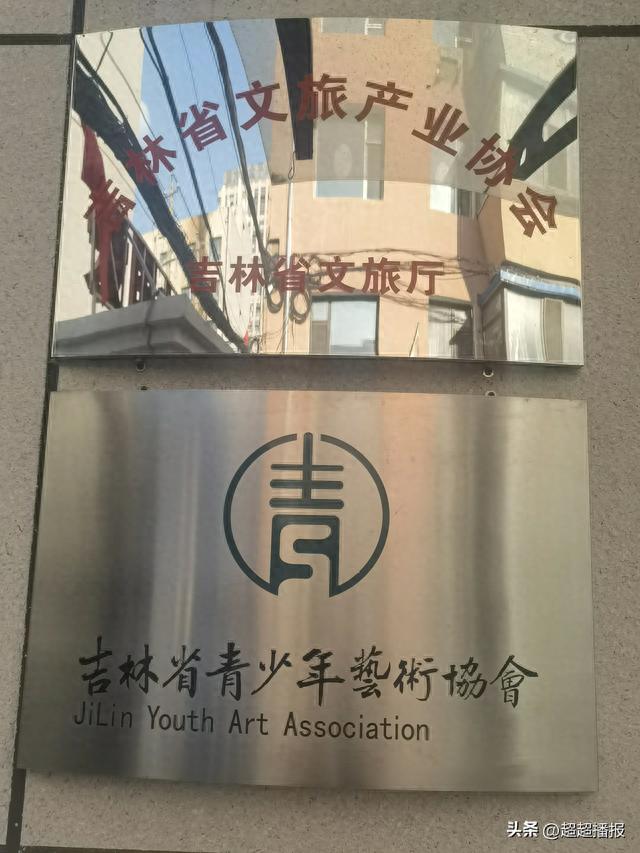 吉林省文旅产业协会
吉林省文旅厅
青
吉林省青少年藝術協會
JiLin Youth Art Association
头条 @超超播报